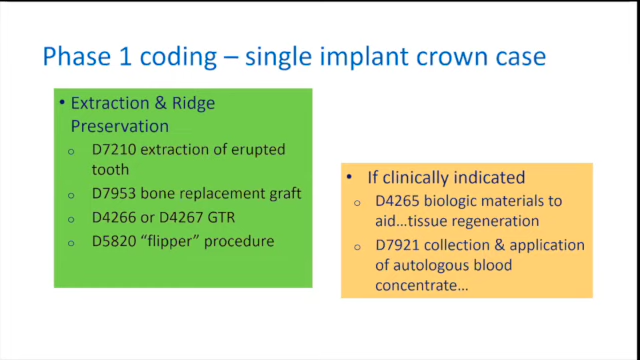 Phase 1 coding – single implant crown case
• Extraction & Ridge
Preservation
o D7210 extraction of erupted
tooth
o D7953 bone replacement graft
o D4266 or D4267 GTR
o D5820 “flipper” procedure
• If clinically indicated
o D4265 biologic materials to
aid…tissue regeneration
o D7921 collection & application
of autologous blood
concentrate…